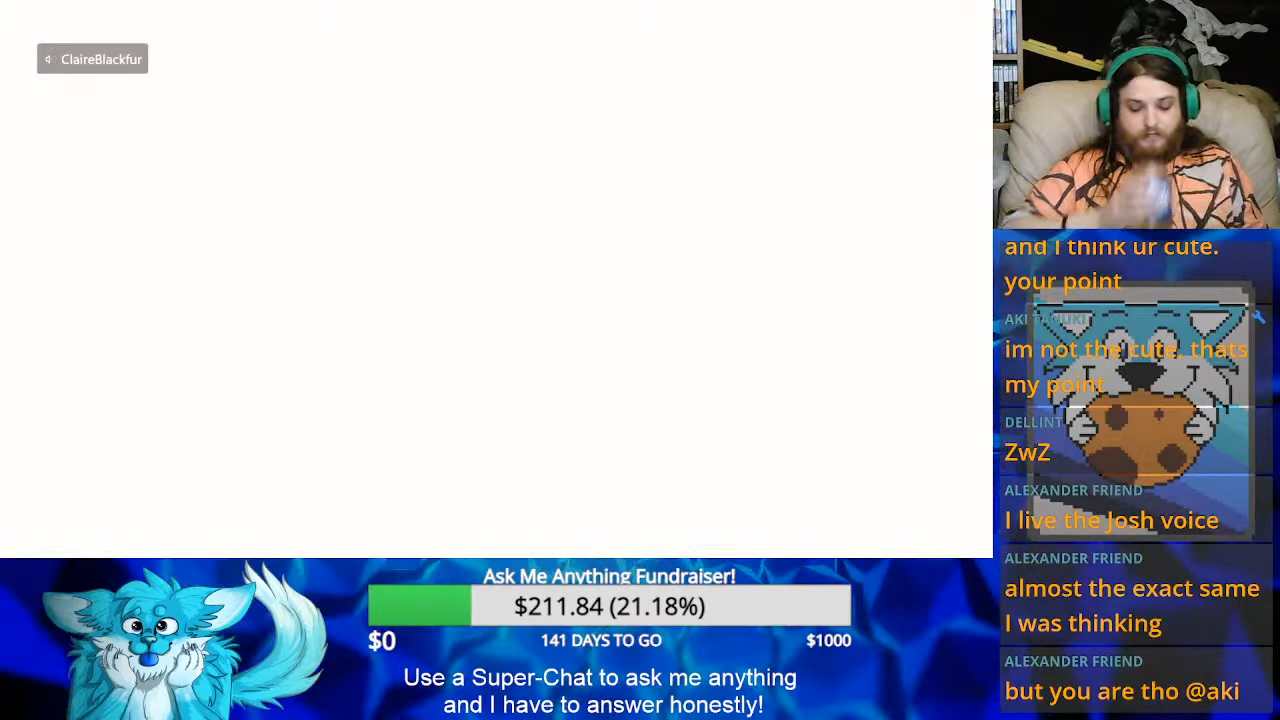 ClaireBlackfur
and I think ur cute.
your point
AKI TANUKI
im not the cute, thats
my point
DELLINT
ZwZ
ALEXANDER FRIEND
I live the Josh voice
ALEXANDER FRIEND
almost the exact same
I was thinking
ALEXANDER FRIEND
but you are tho @aki
Ask Me Anything Fundraiser!
$211.84 (21.18%)
$0
141 DAYS TO GO
$1000
Use a Super-Chat to ask me anything
and I have to answer honestly!